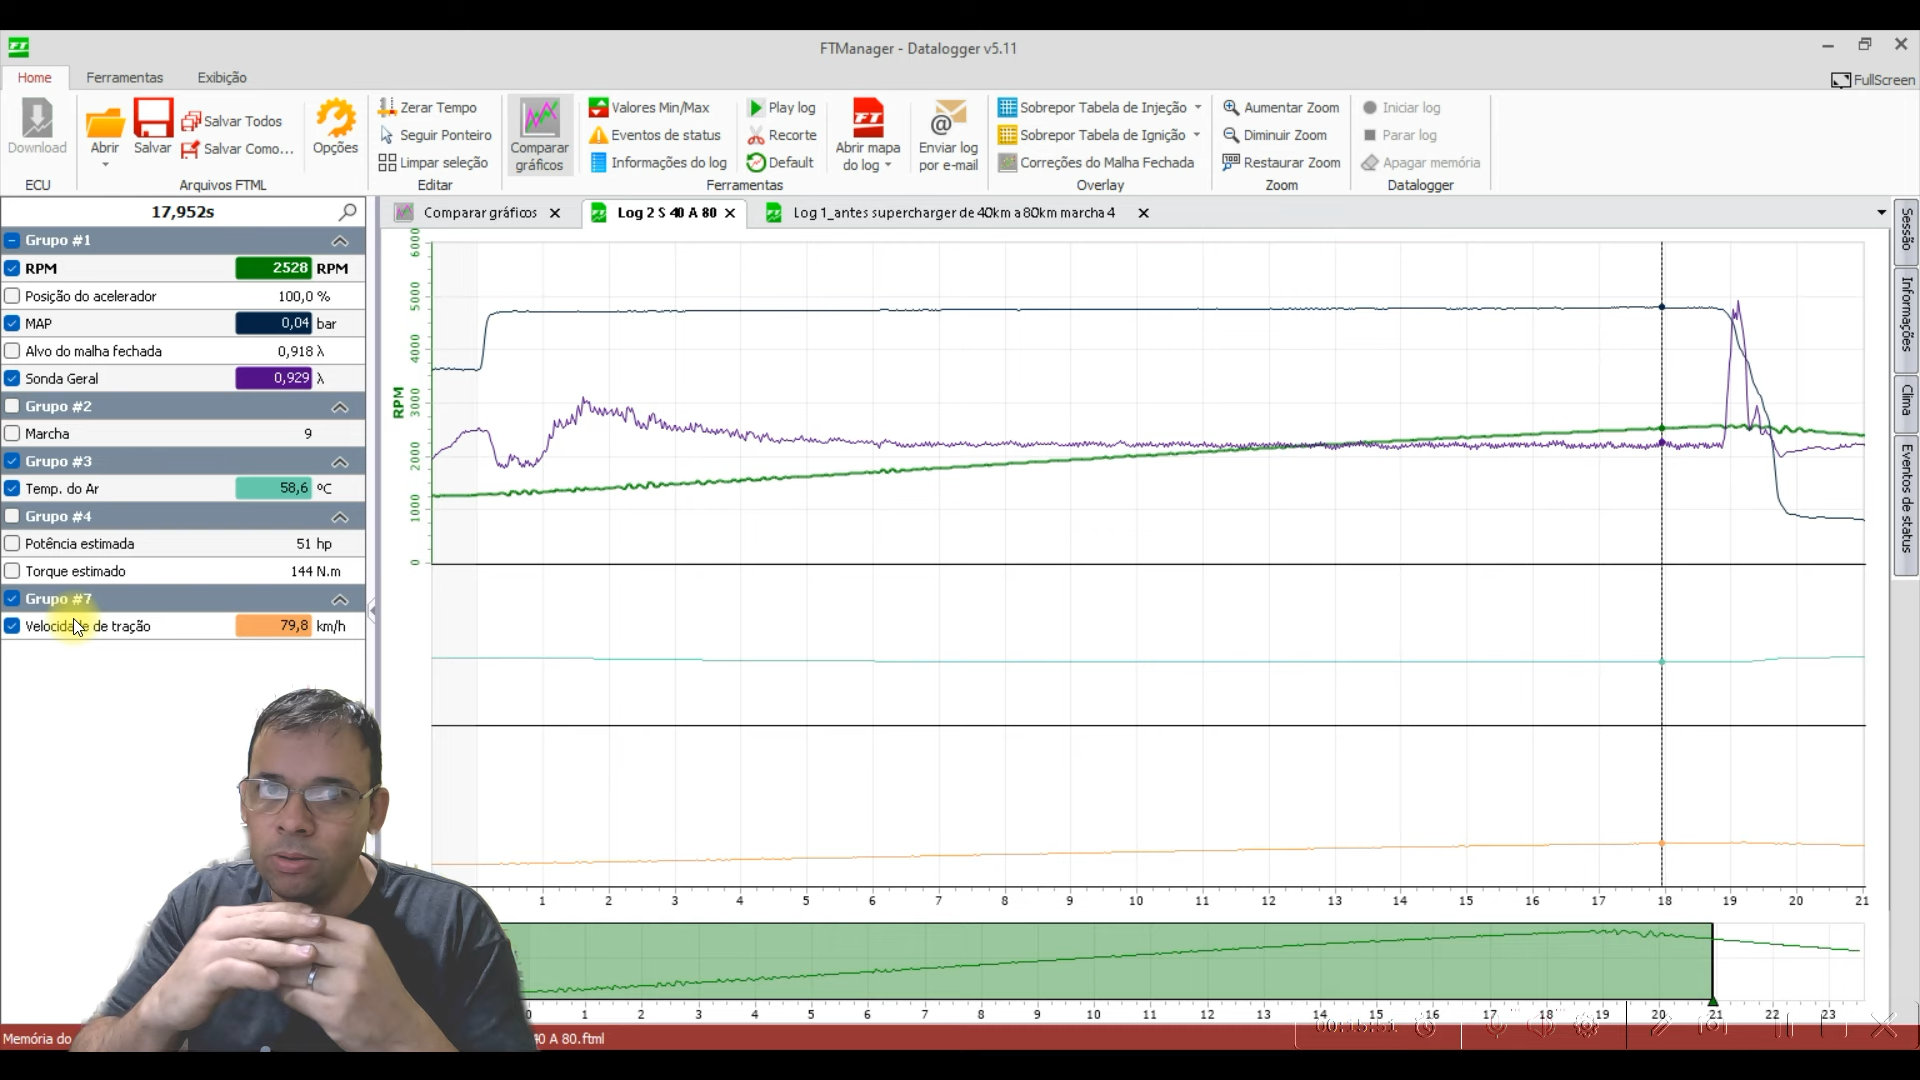 FTManager - Datalogger v5.11
Home Ferramentas Exibição
FullScreen
Download
ECU
Abrir
Salvar
Salvar Todos
Salvar Como...
Arquivos FTML
Opções
Zerar Tempo
Seguir Ponteiro
Limpar seleção
Editar
Comparar
gráficos
Valores Min/Max
Eventos de status
Informações do log
Play log
Recorte
Default
Abrir mapa
do log
Enviar log
por e-mail
Ferramentas
Sobrepor Tabela de Injeção
Sobrepor Tabela de Ignição
Correções do Malha Fechada
Overlay
Aumentar Zoom
Diminuir Zoom
Restaurar Zoom
Zoom
Iniciar log
Parar log
Apagar memória
Datalogger
17,952s
Grupo #1
RPM 2528 RPM
Posição do acelerador 100,0 %
MAP 0,04 bar
Alvo do malha fechada 0,918 λ
Sonda Geral 0,929 λ
Grupo #2
Marcha 9
Grupo #3
Temp. do Ar 58,6 ºC
Grupo #4
Potência estimada 51 hp
Torque estimado 144 N.m
Grupo #7
Velocidade de tração 79,8 km/h
Comparar gráficos
Log 2 S 40 A 80
Log 1_antes supercharger de 40km a 80km marcha 4
RPM
6000
5000
4000
3000
2000
1000
0
1 2 3 4 5 6 7 8 9 10 11 12 13 14 15 16 17 18 19 20 21
0 1 2 3 4 5 6 7 8 9 10 11 12 13 14 15 16 17 18 19 20 21 22 23
Sessão
Informações
Clima
Eventos de status
Memória do
40 A 80.ftml
00:15:51